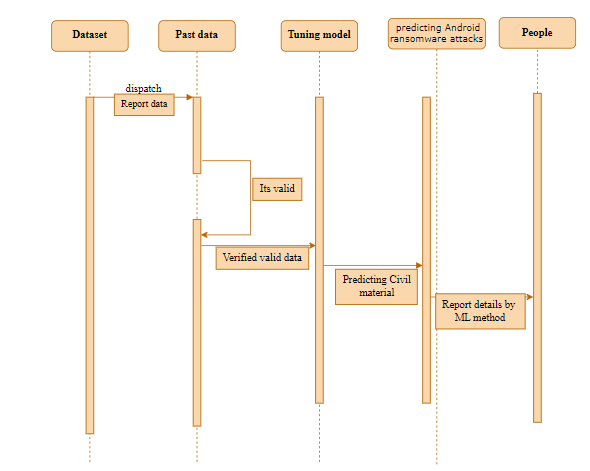 Dataset
Past data
Tuning model
predicting Android
ransomware attacks
People
dispatch
Report data
Its valid
Verified valid data
Predicting Civil
material
Report details by
ML method